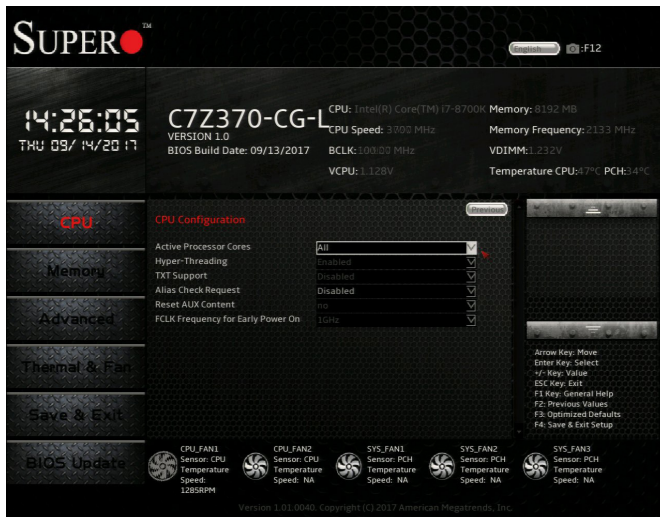 SUPER TM
English :F12
14:26:05
THU 09/ 14/20 17
C7Z370-CG-L
VERSION 1.0
BIOS Build Date: 09/13/2017
CPU: Intel(R) Core(TM) i7-8700K
CPU Speed: 3700 MHz
BCLK: 100.00 MHz
VCPU: 1.128V
Memory: 8192 MB
Memory Frequency: 2133 MHz
VDIMM: 1.232V
Temperature CPU:47°C PCH:34°C
CPU
Memory
Advanced
Thermal & Fan
Save & Exit
BIOS Update
CPU Configuration
Previous
Active Processor Cores All
Hyper-Threading Enabled
TXT Support Disabled
Alias Check Request Disabled
Reset AUX Content no
FCLK Frequency for Early Power On 1GHz
Arrow Key: Move
Enter Key: Select
+/- Key: Value
ESC Key: Exit
F1 Key: General Help
F2: Previous Values
F3: Optimized Defaults
F4: Save & Exit Setup
CPU_FAN1
Sensor: CPU
Temperature
Speed:
1285RPM
CPU_FAN2
Sensor: CPU
Temperature
Speed: NA
SYS_FAN1
Sensor: PCH
Temperature
Speed: NA
SYS_FAN2
Sensor: PCH
Temperature
Speed: NA
SYS_FAN3
Sensor: PCH
Temperature
Speed: NA
Version 1.01.0040. Copyright (C) 2017 American Megatrends, Inc.